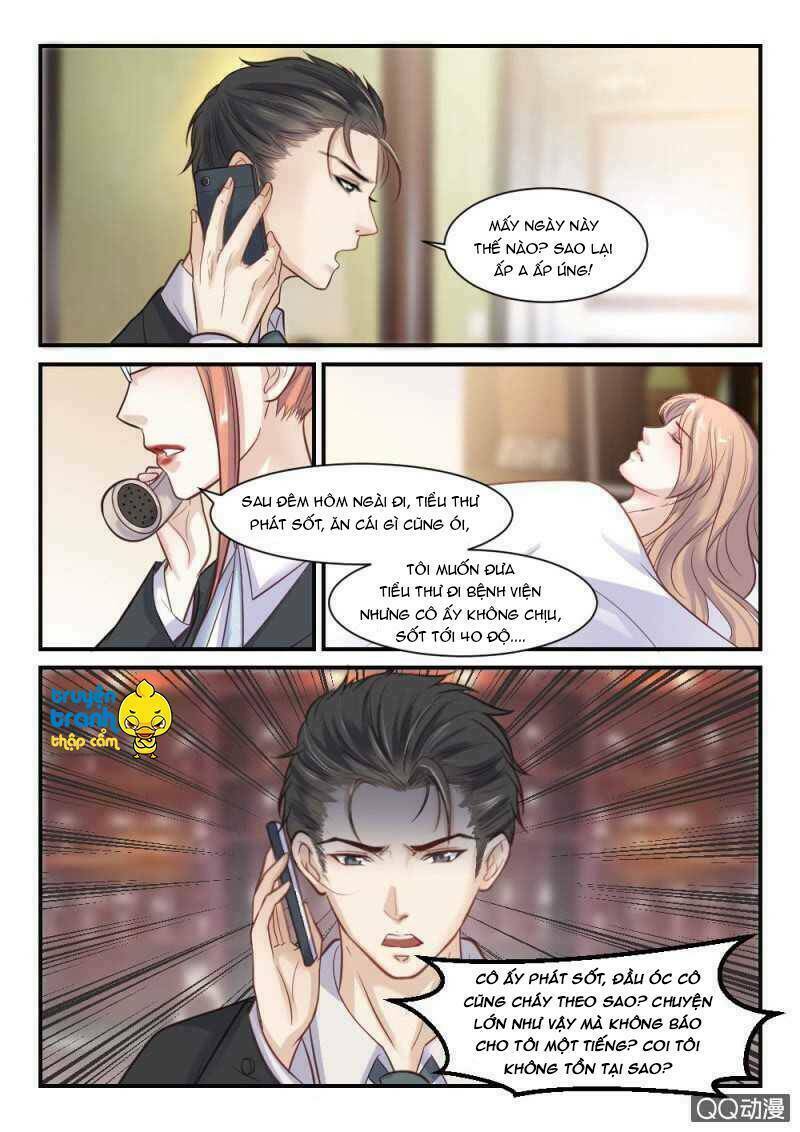 MẤY NGÀY NÀY
THẾ NÀO? SAO LẠI
ẤP A ẤP ÚNG!
SAU ĐÊM HÔM NGÀI ĐI, TIỂU THƯ
PHÁT SỐT, ĂN CÁI GÌ CŨNG ÓI,
TÔI MUỐN ĐƯA
TIỂU THƯ ĐI BỆNH VIỆN
NHƯNG CÔ ẤY KHÔNG CHỊU,
SỐT TỚI 40 ĐỘ....
truyện
tranh
thập cẩm
CÔ ẤY PHÁT SỐT, ĐẦU ÓC CÔ
CŨNG CHÁY THEO SAO? CHUYỆN
LỚN NHƯ VẬY MÀ KHÔNG BÁO
CHO TÔI MỘT TIẾNG? COI TÔI
KHÔNG TỒN TẠI SAO?
QQ动漫